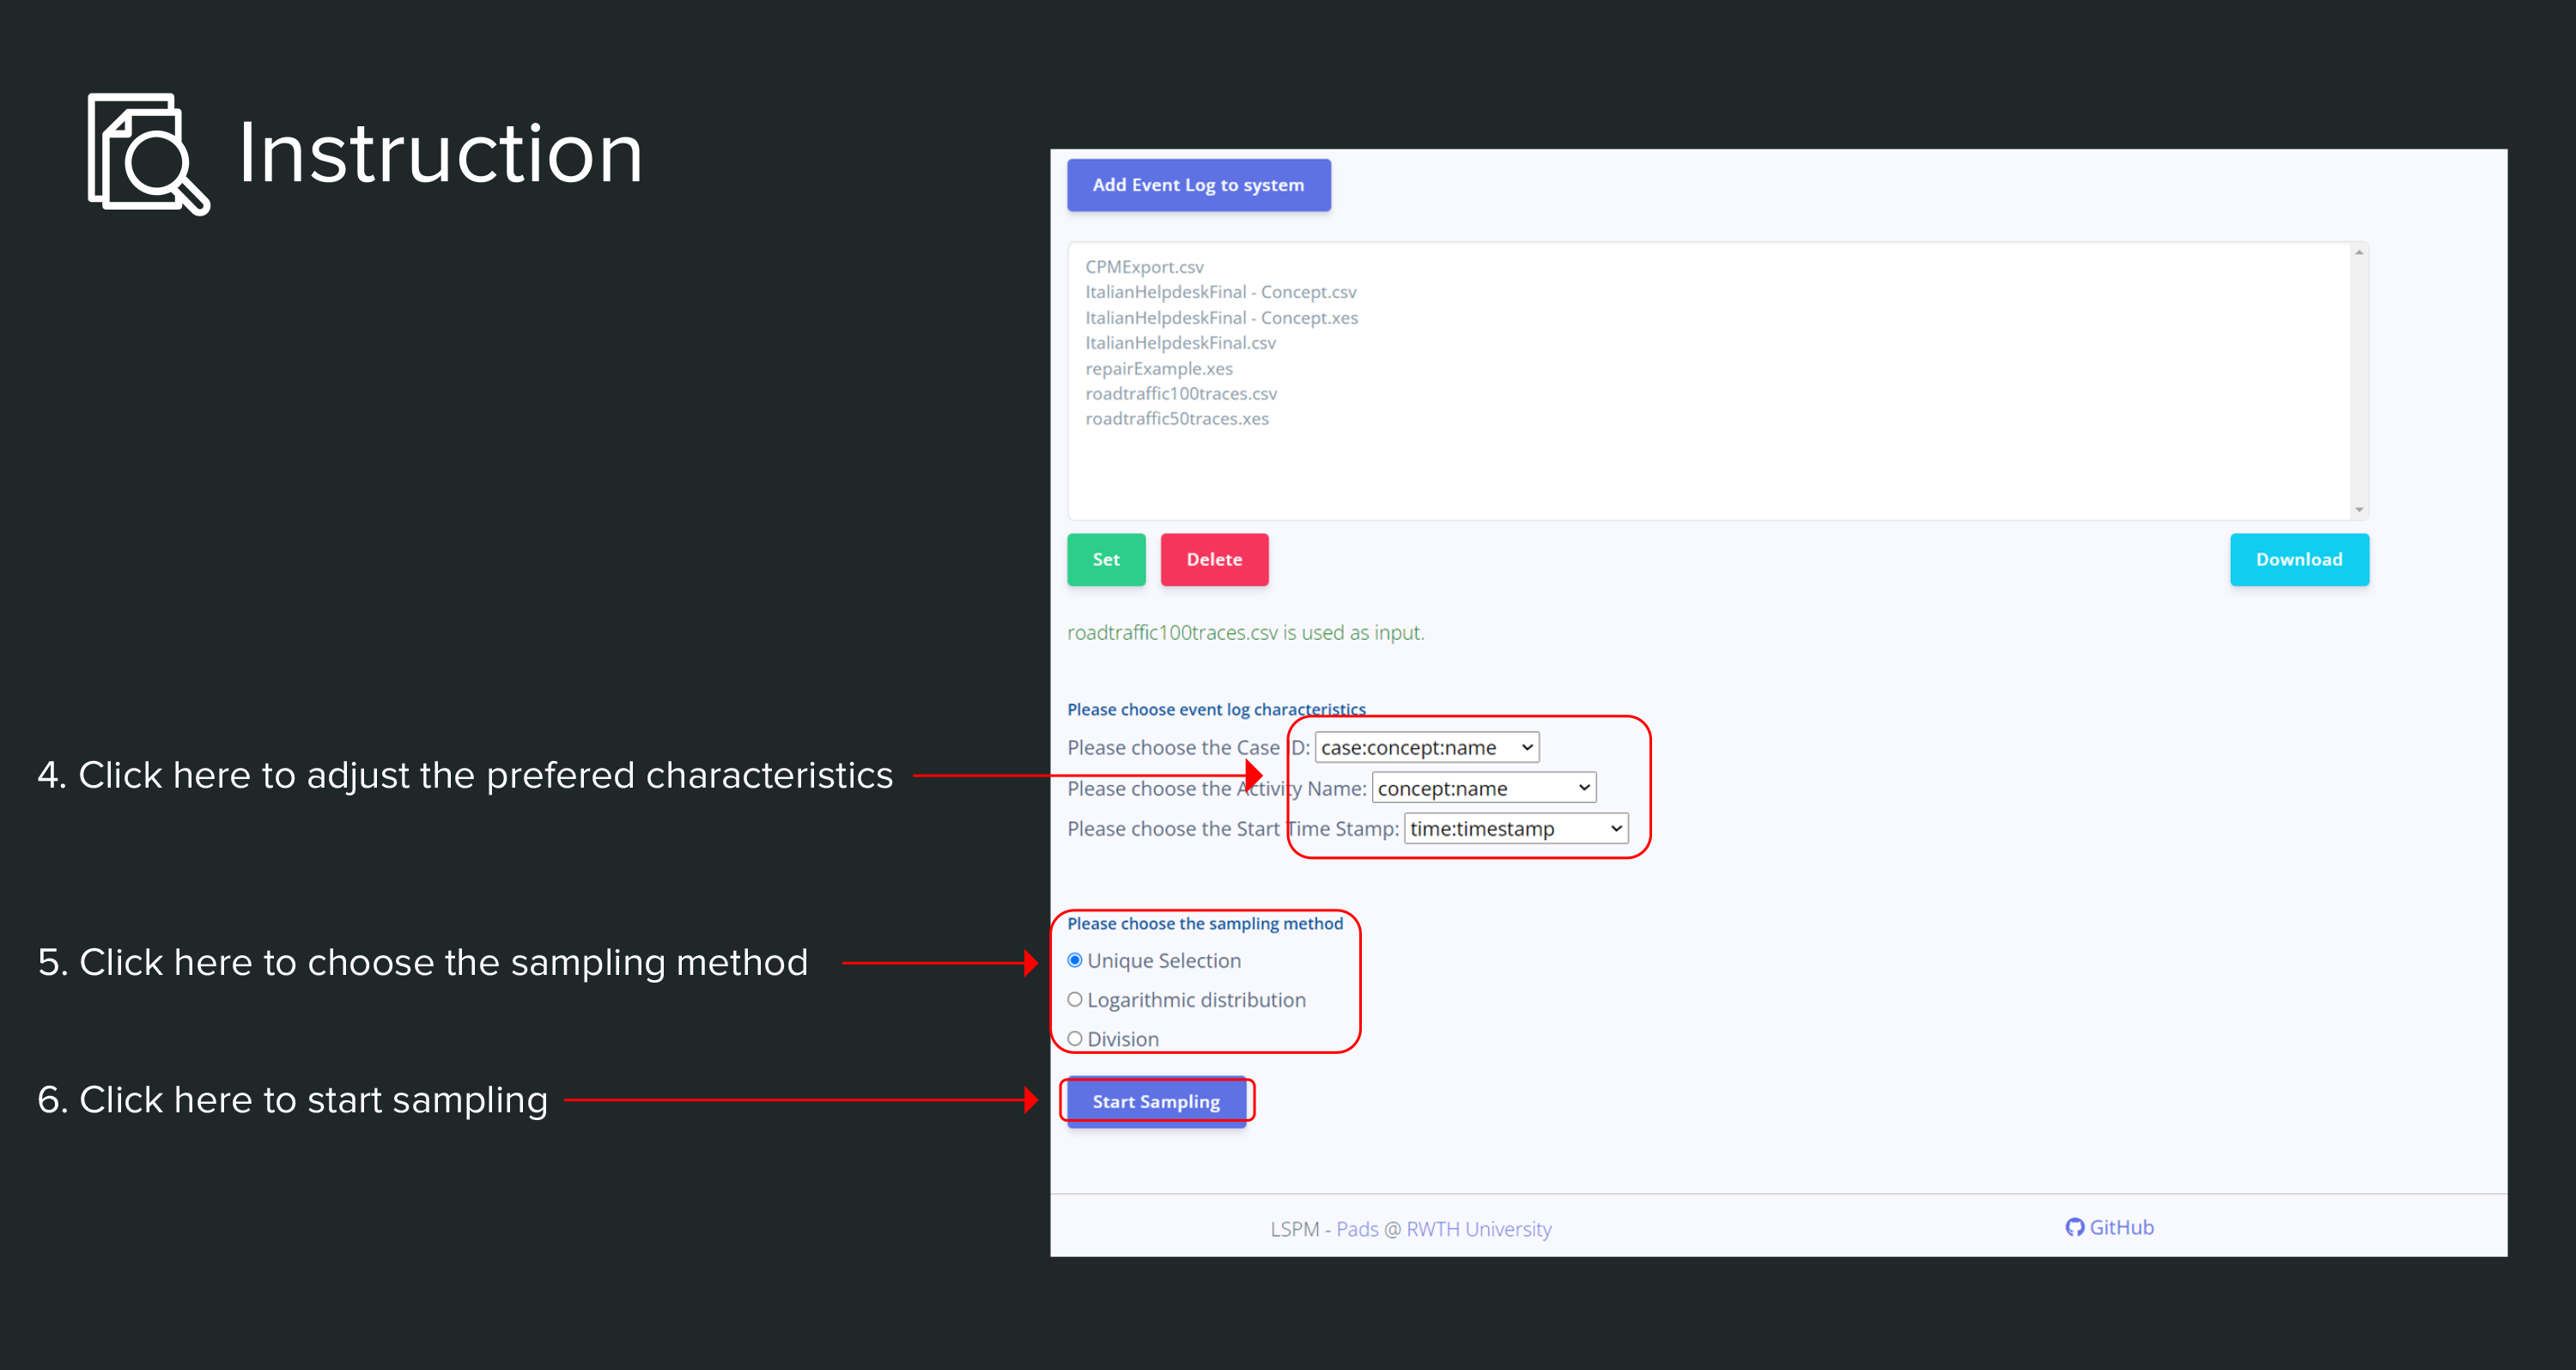 Instruction
Add Event Log to system
CPMExport.csv
ItalianHelpdeskFinal - Concept.csv
ItalianHelpdeskFinal - Concept.xes
ItalianHelpdeskFinal.csv
repairExample.xes
roadtraffic100traces.csv
roadtraffic50traces.xes
Set Delete Download
roadtraffic100traces.csv is used as input.
Please choose event log characteristics
Please choose the Case ID: case:concept:name
4. Click here to adjust the prefered characteristics
Please choose the Activity Name: concept:name
Please choose the Start Time Stamp: time:timestamp
Please choose the sampling method
5. Click here to choose the sampling method
Unique Selection
Logarithmic distribution
Division
6. Click here to start sampling
Start Sampling
LSPM - Pads @ RWTH University GitHub